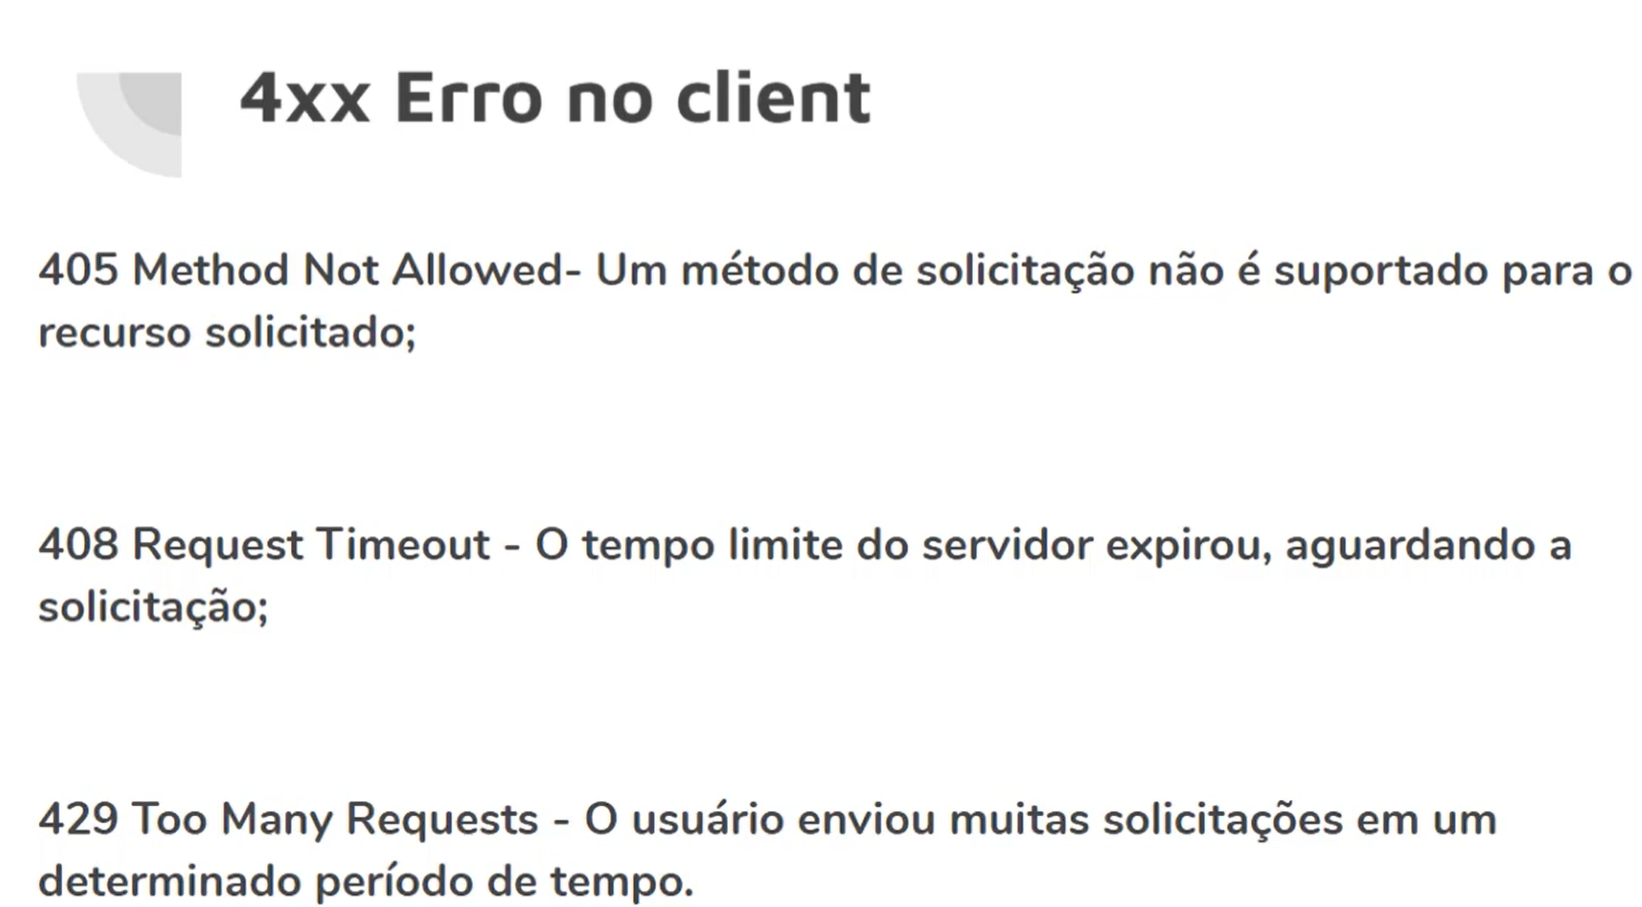 4xx Erro no client
405 Method Not Allowed- Um método de solicitação não é suportado para o
recurso solicitado;
408 Request Timeout - O tempo limite do servidor expirou, aguardando a
solicitação;
429 Too Many Requests - O usuário enviou muitas solicitações em um
determinado período de tempo.